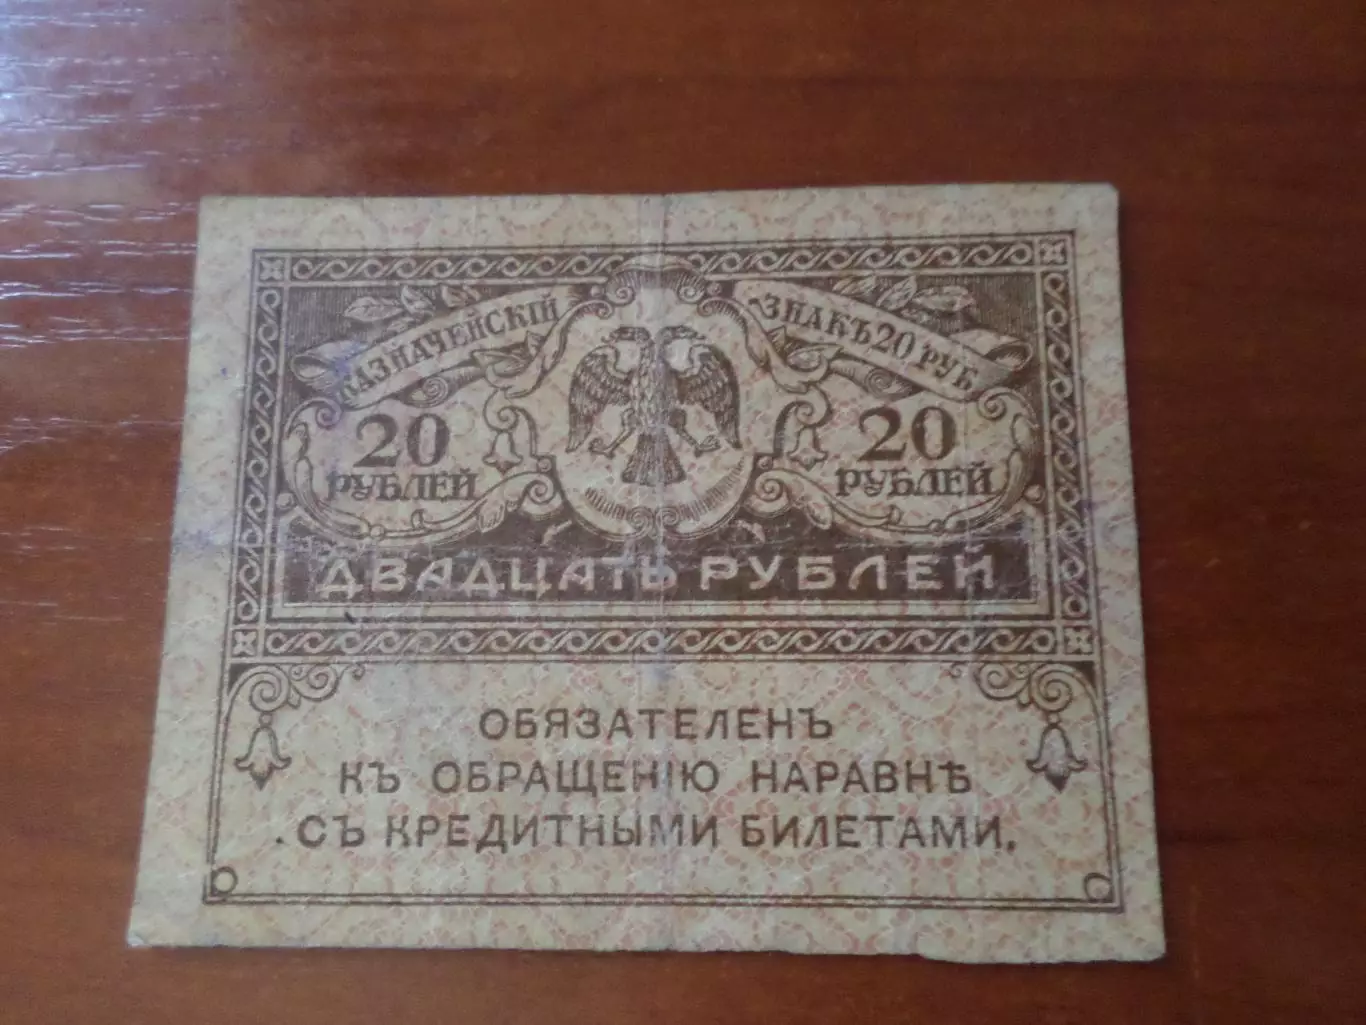 КАЗНАЧЕЙСКІЙ
ЗНАКЪ 20 РУБ
20
РУБЛЕЙ
20
РУБЛЕЙ
ДВАДЦАТЬ РУБЛЕЙ
ОБЯЗАТЕЛЕНЪ
КЪ ОБРАЩЕНІЮ НАРАВНѢ
СЪ КРЕДИТНЫМИ БИЛЕТАМИ.